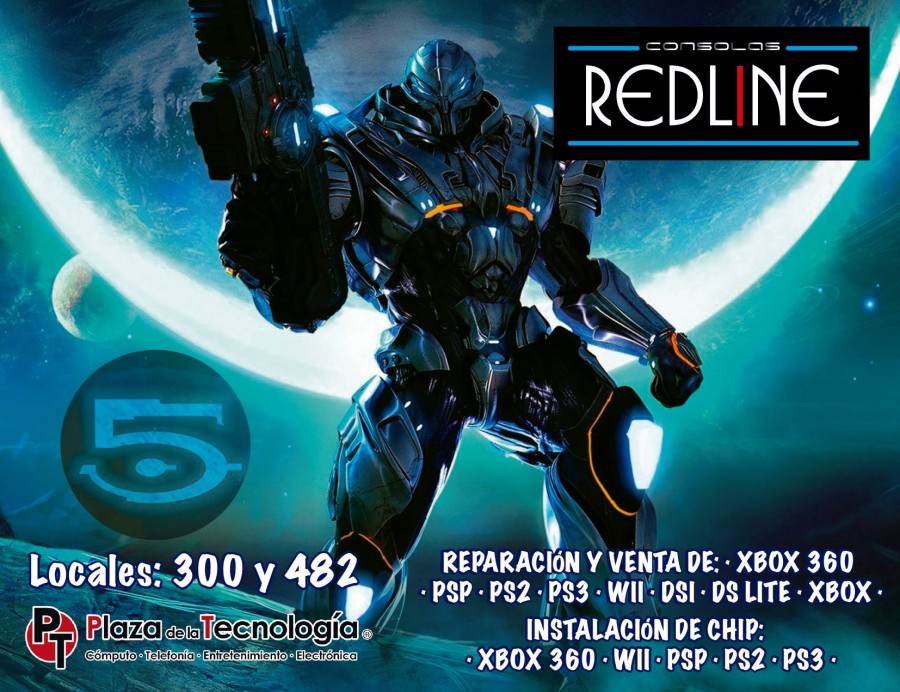 CONSOLAS
REDLINE
5
Locales: 300 y 482
PT Plaza de la Tecnología ®
Cómputo · Telefonía · Entretenimiento · Electrónica
REPARACIÓN Y VENTA DE: · XBOX 360
· PSP · PS2 · PS3 · WII · DSI · DS LITE · XBOX ·
INSTALACIÓN DE CHIP:
· XBOX 360 · WII · PSP · PS2 · PS3 ·